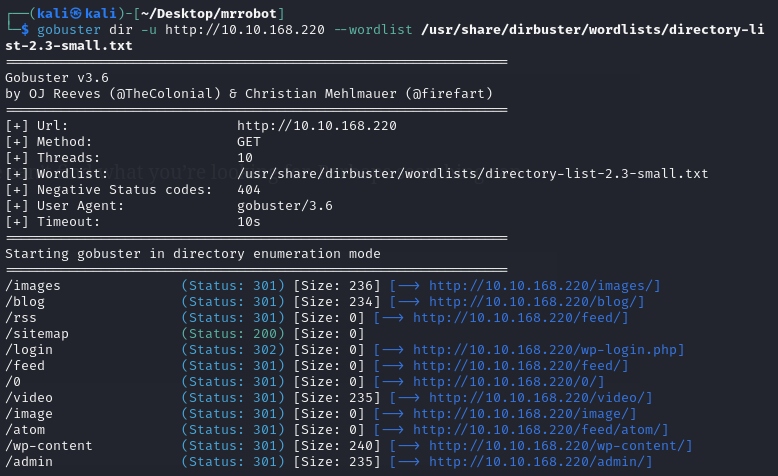 ┌──(kali㉿kali)-[~/Desktop/mrrobot]
└─$ gobuster dir -u http://10.10.168.220 --wordlist /usr/share/dirbuster/wordlists/directory-li
st-2.3-small.txt
===============================================================
Gobuster v3.6
by OJ Reeves (@TheColonial) & Christian Mehlmauer (@firefart)
===============================================================
[+] Url:                     http://10.10.168.220
[+] Method:                  GET
[+] Threads:                 10
[+] Wordlist:                /usr/share/dirbuster/wordlists/directory-list-2.3-small.txt
[+] Negative Status codes:   404
[+] User Agent:              gobuster/3.6
[+] Timeout:                 10s
===============================================================
Starting gobuster in directory enumeration mode
===============================================================
/images               (Status: 301) [Size: 236] [--> http://10.10.168.220/images/]
/blog                 (Status: 301) [Size: 234] [--> http://10.10.168.220/blog/]
/rss                  (Status: 301) [Size: 0] [--> http://10.10.168.220/feed/]
/sitemap              (Status: 200) [Size: 0]
/login                (Status: 302) [Size: 0] [--> http://10.10.168.220/wp-login.php]
/feed                 (Status: 301) [Size: 0] [--> http://10.10.168.220/feed/]
/0                    (Status: 301) [Size: 0] [--> http://10.10.168.220/0/]
/video                (Status: 301) [Size: 235] [--> http://10.10.168.220/video/]
/image                (Status: 301) [Size: 0] [--> http://10.10.168.220/image/]
/atom                 (Status: 301) [Size: 0] [--> http://10.10.168.220/feed/atom/]
/wp-content           (Status: 301) [Size: 240] [--> http://10.10.168.220/wp-content/]
/admin                (Status: 301) [Size: 235] [--> http://10.10.168.220/admin/]